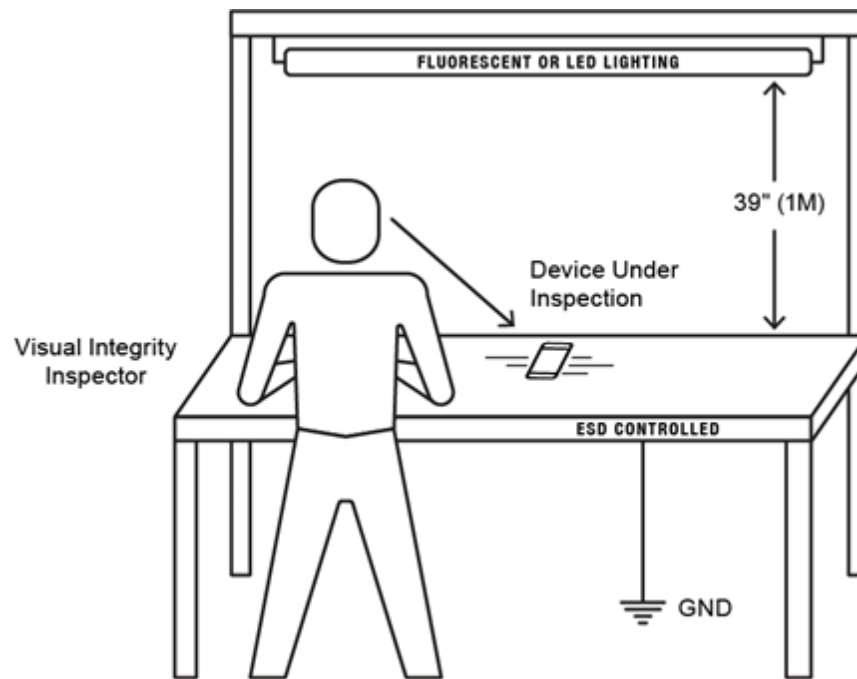 FLUORESCENT OR LED LIGHTING
39" (1M)
Device Under
Inspection
Visual Integrity
Inspector
ESD CONTROLLED
GND